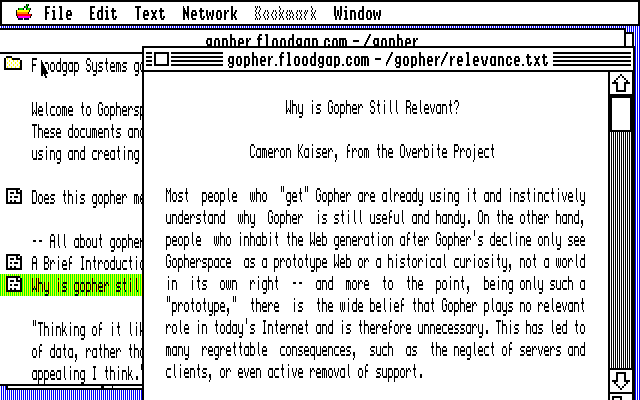 File Edit Text Network Bookmark Window
gopher.floodgap.com – /gopher
Floodgap Systems go
Welcome to Gophersp
These documents and
using and creating
Does this gopher me
-- All about gopher
A Brief Introductio
Why is gopher still
"Thinking of it lik
of data, rather tha
appealing I think."
gopher.floodgap.com – /gopher/relevance.txt
Why is Gopher Still Relevant?
Cameron Kaiser, from the Overbite Project
Most people who "get" Gopher are already using it and instinctively
understand why Gopher is still useful and handy. On the other hand,
people who inhabit the Web generation after Gopher's decline only see
Gopherspace as a prototype Web or a historical curiosity, not a world
in its own right -- and more to the point, being only such a
"prototype," there is the wide belief that Gopher plays no relevant
role in today's Internet and is therefore unnecessary. This has led to
many regrettable consequences, such as the neglect of servers and
clients, or even active removal of support.